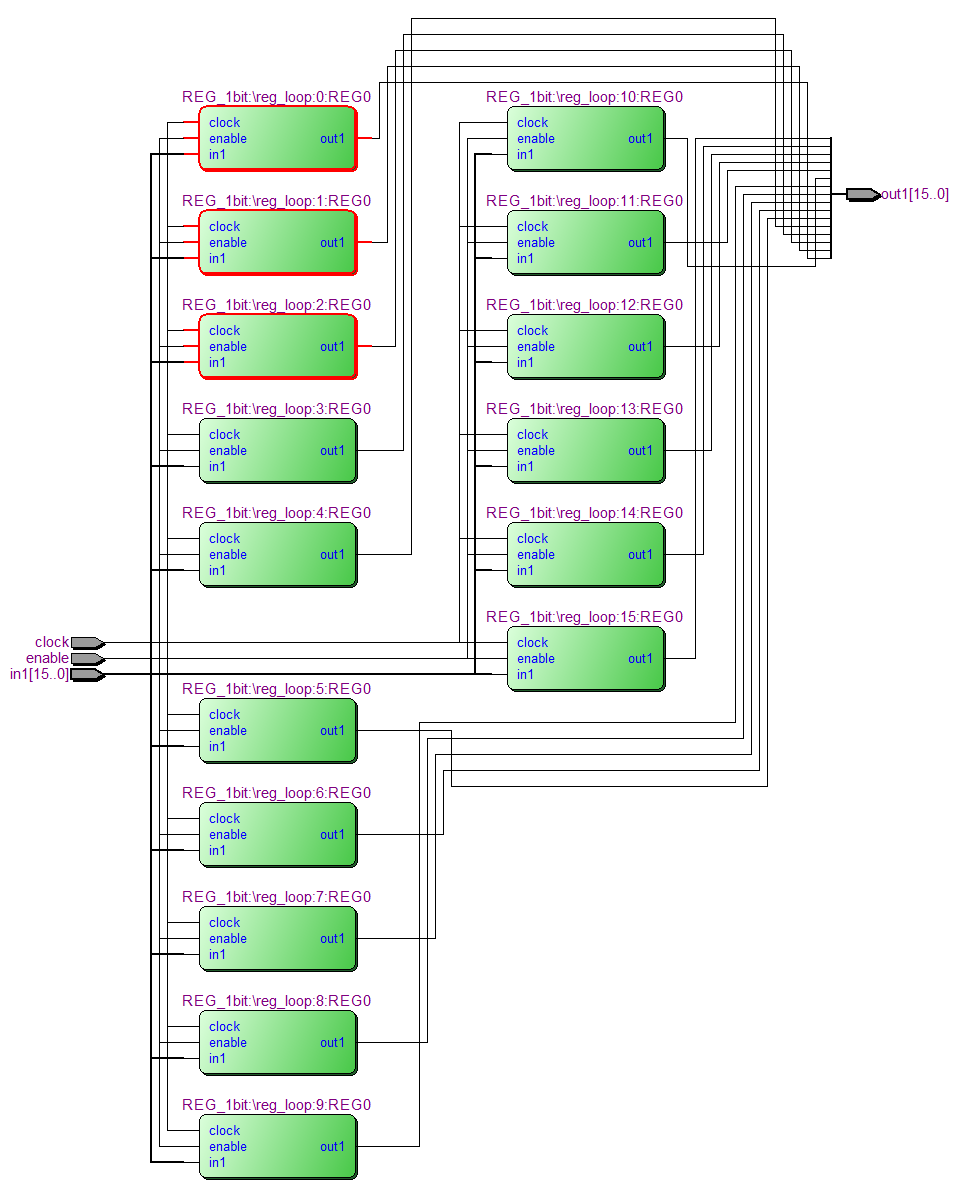 REG_1bit:\reg_loop:0:REG0
clock
enable out1
in1
REG_1bit:\reg_loop:1:REG0
clock
enable out1
in1
REG_1bit:\reg_loop:2:REG0
clock
enable out1
in1
REG_1bit:\reg_loop:3:REG0
clock
enable out1
in1
REG_1bit:\reg_loop:4:REG0
clock
enable out1
in1
clock
enable
in1[15..0]
REG_1bit:\reg_loop:5:REG0
clock
enable out1
in1
REG_1bit:\reg_loop:6:REG0
clock
enable out1
in1
REG_1bit:\reg_loop:7:REG0
clock
enable out1
in1
REG_1bit:\reg_loop:8:REG0
clock
enable out1
in1
REG_1bit:\reg_loop:9:REG0
clock
enable out1
in1
REG_1bit:\reg_loop:10:REG0
clock
enable out1
in1
REG_1bit:\reg_loop:11:REG0
clock
enable out1
in1
REG_1bit:\reg_loop:12:REG0
clock
enable out1
in1
REG_1bit:\reg_loop:13:REG0
clock
enable out1
in1
REG_1bit:\reg_loop:14:REG0
clock
enable out1
in1
REG_1bit:\reg_loop:15:REG0
clock
enable out1
in1
out1[15..0]